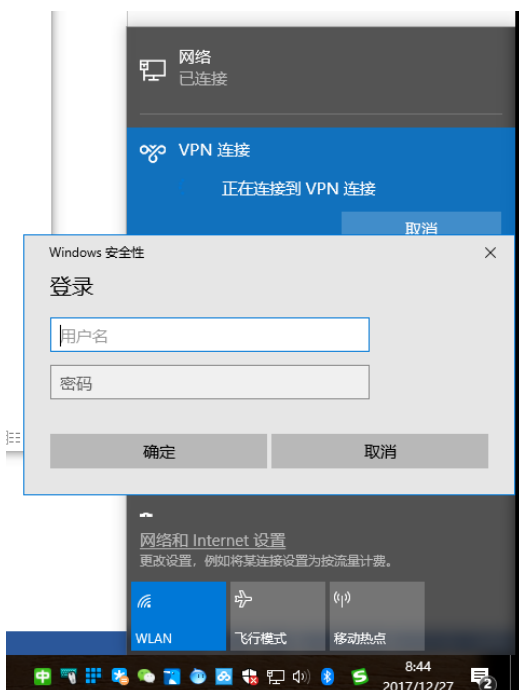 网络
已连接
VPN 连接
正在连接到 VPN 连接
取消
Windows 安全性
登录
用户名
密码
确定
取消
网络和 Internet 设置
更改设置，例如将某连接设置为按流量计费。
WLAN
飞行模式
移动热点
中
8:44
2017/12/27
2